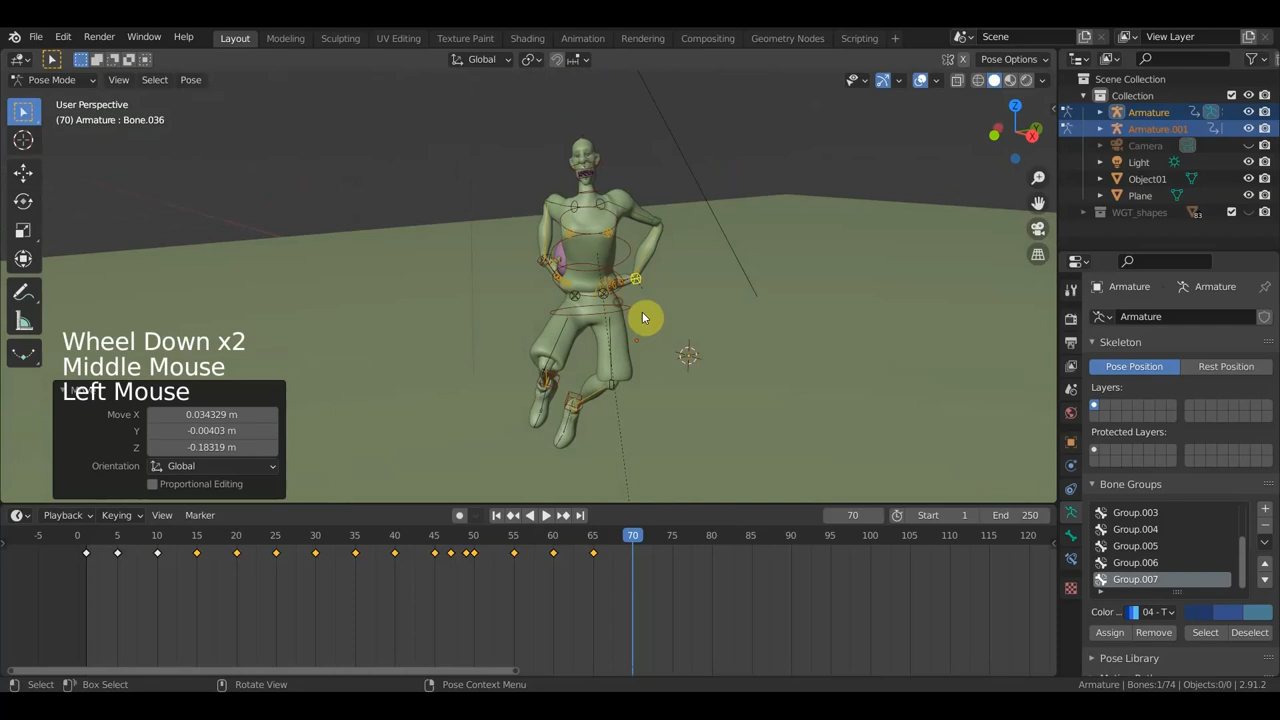 File Edit Render Window Help Layout Modeling Sculpting UV Editing Texture Paint Shading Animation Rendering Compositing Geometry Nodes Scripting + Scene View Layer
Global Pose Options
Pose Mode View Select Pose
User Perspective
(70) Armature : Bone.036
Z
Y
X
Wheel Down x2
Middle Mouse
Left Mouse
Move X 0.034329 m
Y -0.00403 m
Z -0.18319 m
Orientation Global
Proportional Editing
Scene Collection
Collection
Armature
Armature.001
Camera
Light
Object01
Plane
WGT_shapes 83
Armature Armature
Armature
Skeleton
Pose Position Rest Position
Layers:
Protected Layers:
Bone Groups
Group.003
Group.004
Group.005
Group.006
Group.007
Color ... 04 - T
Assign Remove Select Deselect
Pose Library
Playback Keying View Marker 70 Start 1 End 250
-5 0 5 10 15 20 25 30 35 40 45 50 55 60 65 70 75 80 85 90 95 100 105 110 115 120
Select Box Select Rotate View Pose Context Menu Armature | Bones:1/74 | Objects:0/0 | 2.91.2